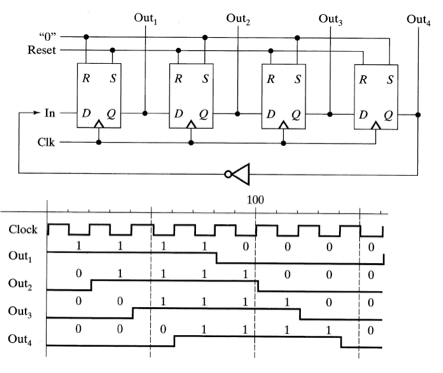 Out1 Out2 Out3 Out4
"0"
Reset
R S R S R S R S
In D Q D Q D Q D Q
Clk
100
Clock
1 1 1 1 0 0 0 0
Out1
0 1 1 1 1 0 0 0
Out2
0 0 1 1 1 1 0 0
Out3
0 0 0 1 1 1 1 0
Out4